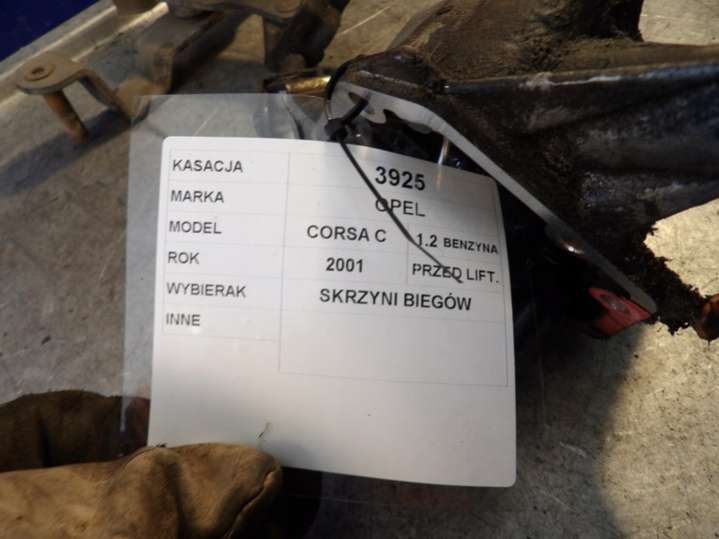 KASACJA 3925
MARKA OPEL
MODEL CORSA C 1.2 BENZYNA
ROK 2001 PRZED LIFT.
WYBIERAK SKRZYNI BIEGÓW
INNE